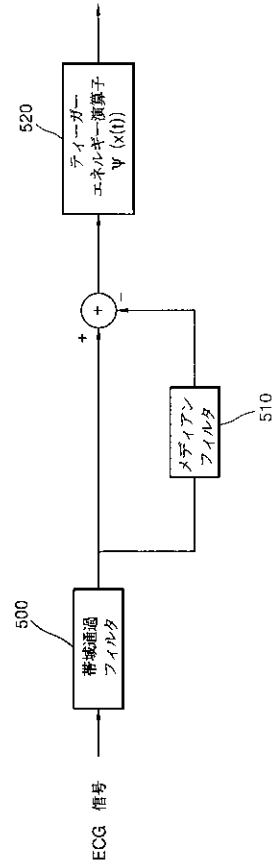 ECG 信号
500
帯域通過
フィルタ
+
+
−
メディアン
フィルタ
510
520
ティーガー
エネルギー演算子
Ψ (x(t))